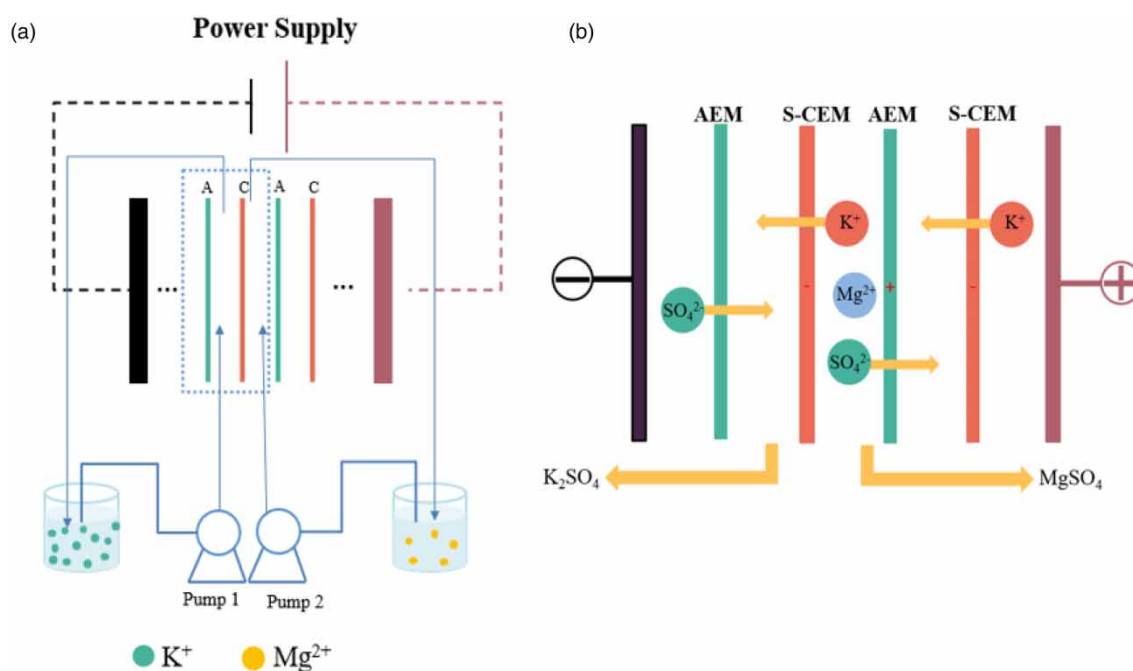 (a)
Power Supply
A C A C
... ...
Pump 1 Pump 2
K⁺ Mg²⁺
(b)
AEM S-CEM AEM S-CEM
K⁺ K⁺
- Mg²⁺ + -
SO₄²⁻
SO₄²⁻
K₂SO₄ MgSO₄